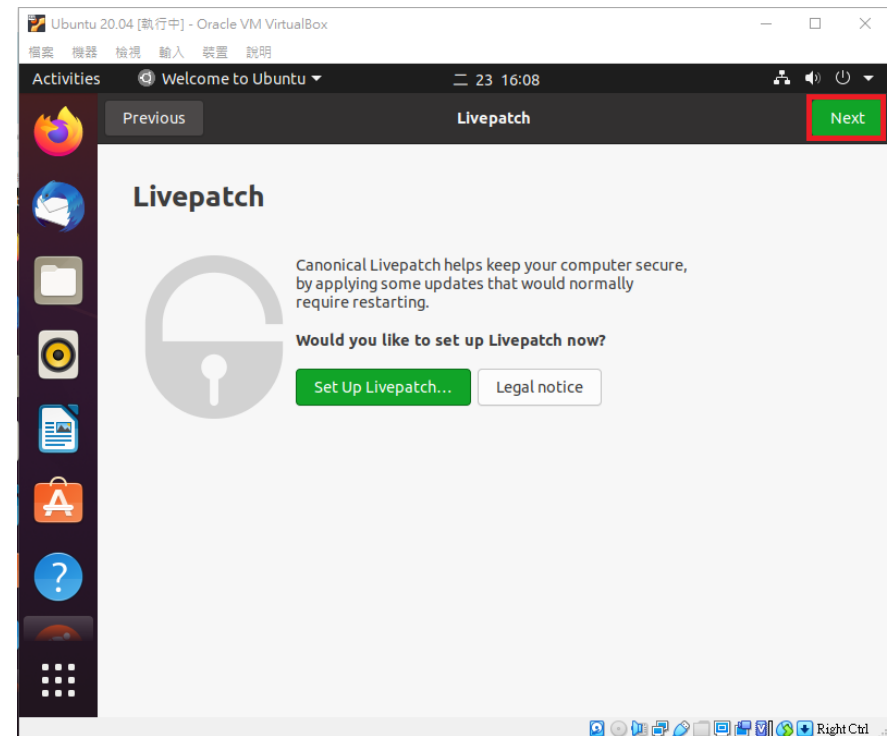 Ubuntu 20.04 [執行中] - Oracle VM VirtualBox
檔案 機器 檢視 輸入 裝置 說明
Activities Welcome to Ubuntu 二 23 16:08
Previous Livepatch Next
Livepatch
Canonical Livepatch helps keep your computer secure,
by applying some updates that would normally
require restarting.
Would you like to set up Livepatch now?
Set Up Livepatch… Legal notice
Right Ctrl